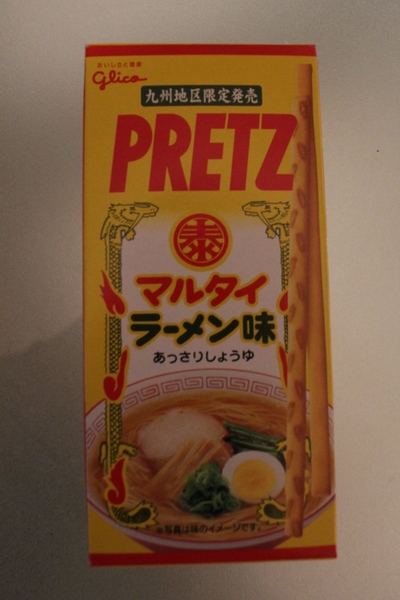 おいしさと健康
Glico
九州地区限定発売
PRETZ
泰
マルタイ
ラーメン味
あっさりしょうゆ
※写真は味のイメージです。